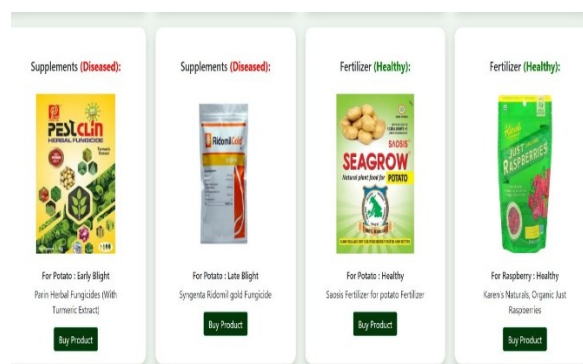 Supplements (Diseased):
PESTCLIN
HERBAL FUNGICIDE
For Potato : Early Blight
Parin Herbal Fungicides (With
Turmeric Extract)
Buy Product
Supplements (Diseased):
RidomilGold
For Potato : Late Blight
Syngenta Ridomil gold Fungicide
Buy Product
Fertilizer (Healthy):
SAOSIS
SEAGROW
Natural plant food for POTATO
For Potato : Healthy
Saosis Fertilizer for potato Fertilizer
Buy Product
Fertilizer (Healthy):
Karen's
JUST
RASPBERRIES
For Raspberry : Healthy
Karen's Naturals, Organic Just
Raspberries
Buy Product